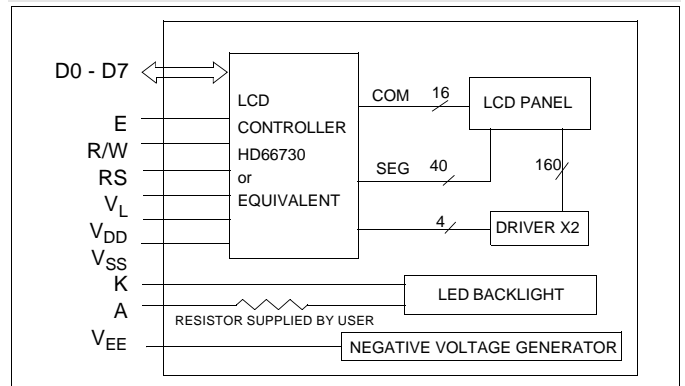 D0 - D7
E
R/W
RS
VL
VDD
VSS
K
A
VEE
LCD
CONTROLLER
HD66730
or
EQUIVALENT
COM 16
SEG 40
4
LCD PANEL
160
DRIVER X2
LED BACKLIGHT
RESISTOR SUPPLIED BY USER
NEGATIVE VOLTAGE GENERATOR